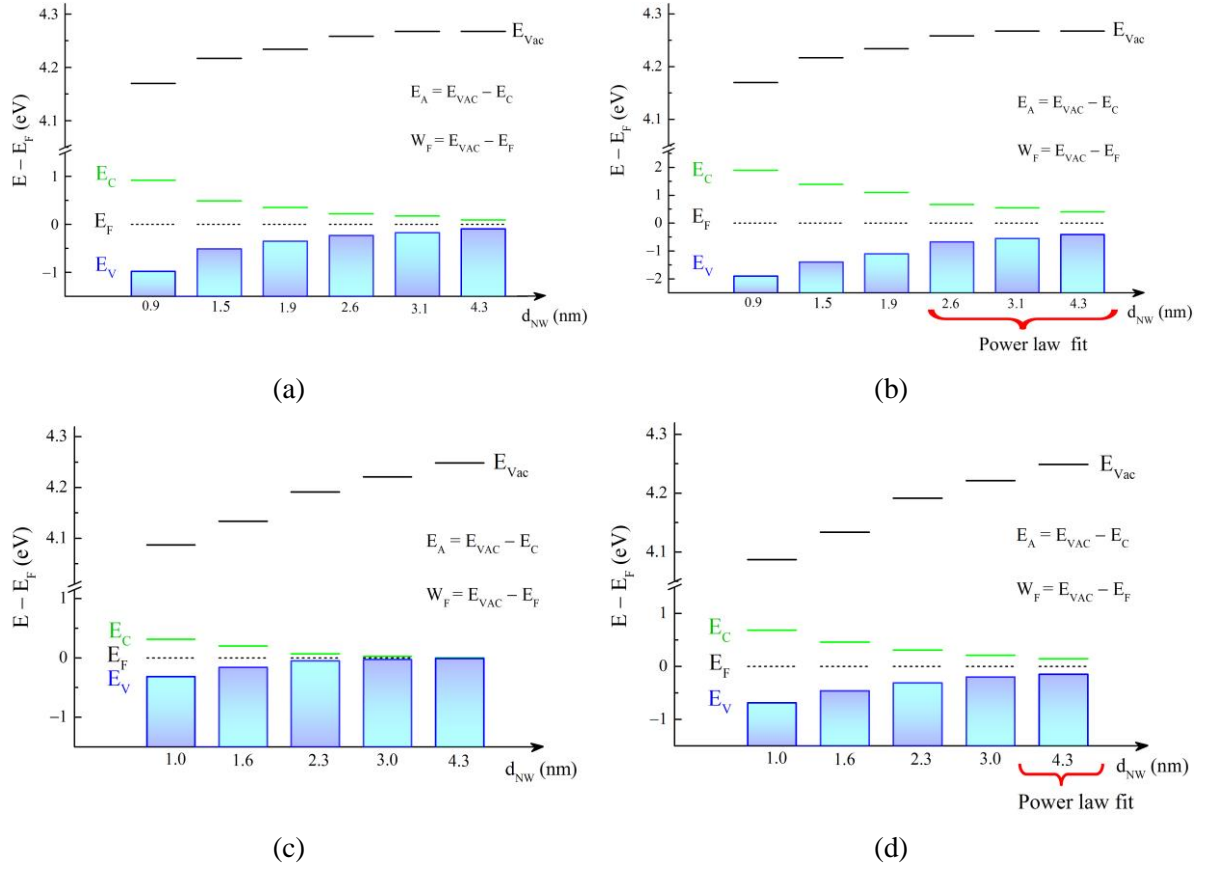 4.3
4.2
4.1
1
0
−1
E − E_F (eV)
E_Vac
E_A = E_VAC − E_C
W_F = E_VAC − E_F
E_C
E_F
E_V
0.9 1.5 1.9 2.6 3.1 4.3
d_NW (nm)
(a)
4.3
4.2
4.1
2
1
0
−1
−2
E − E_F (eV)
E_Vac
E_A = E_VAC − E_C
W_F = E_VAC − E_F
E_C
E_F
E_V
0.9 1.5 1.9 2.6 3.1 4.3
d_NW (nm)
Power law fit
(b)
4.3
4.2
4.1
1
0
−1
E − E_F (eV)
E_Vac
E_A = E_VAC − E_C
W_F = E_VAC − E_F
E_C
E_F
E_V
1.0 1.6 2.3 3.0 4.3
d_NW (nm)
(c)
4.3
4.2
4.1
1
0
−1
E − E_F (eV)
E_Vac
E_A = E_VAC − E_C
W_F = E_VAC − E_F
E_C
E_F
E_V
1.0 1.6 2.3 3.0 4.3
d_NW (nm)
Power law fit
(d)